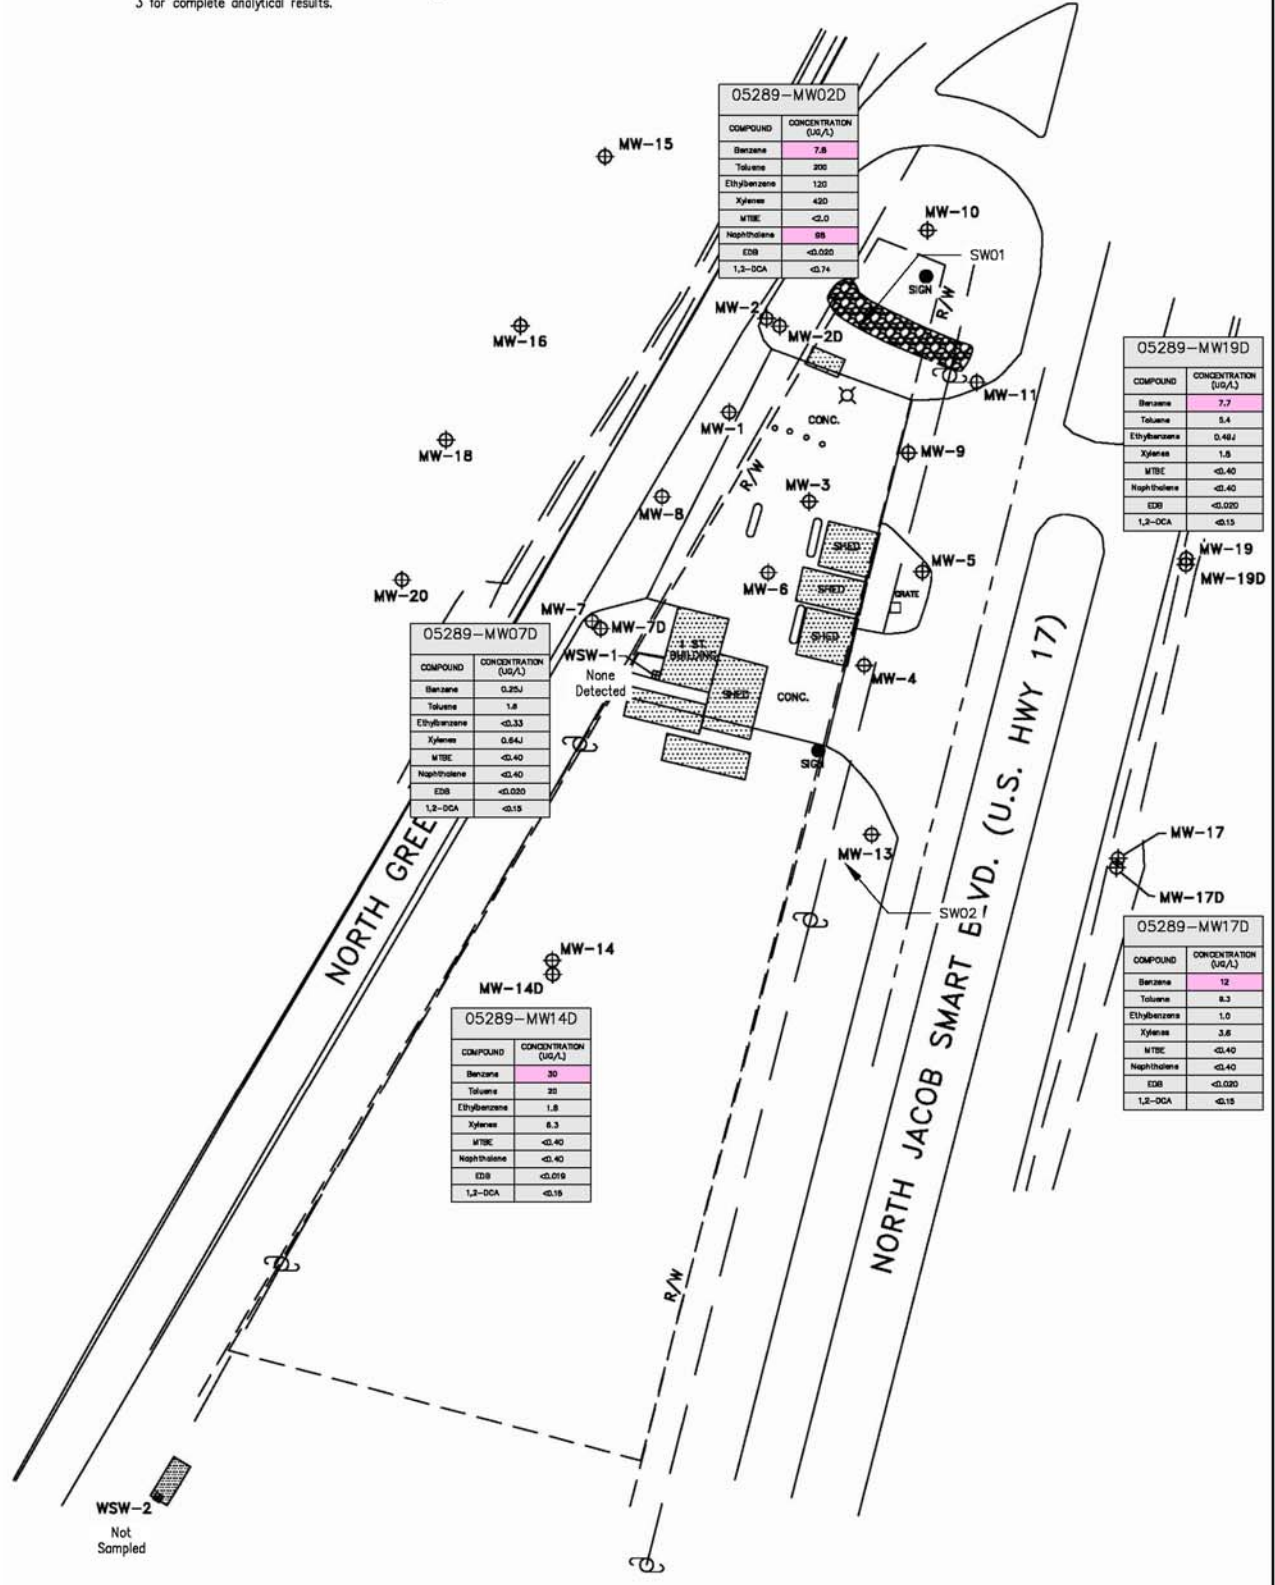 3 for complete analytical results.
05289-MW02D
COMPOUND CONCENTRATION (UG/L)
Benzene 7.8
Toluene 200
Ethylbenzene 120
Xylenes 420
MTBE <2.0
Naphthalene 98
EDB <0.020
1,2-DCA <0.74
MW-15
MW-10
SW01
SIGN
R/W
MW-2
MW-2D
MW-16
MW-11
05289-MW19D
COMPOUND CONCENTRATION (UG/L)
Benzene 7.7
Toluene 5.4
Ethylbenzene 0.48J
Xylenes 1.5
MTBE <0.40
Naphthalene <0.40
EDB <0.020
1,2-DCA <0.15
MW-1
CONC.
MW-18
MW-9
R/W
MW-3
MW-8
SHED
MW-19
MW-19D
MW-20
MW-6
SHED
MW-5
GRATE
MW-7
MW-7D
SHED
05289-MW07D
COMPOUND CONCENTRATION (UG/L)
Benzene 0.25J
Toluene 1.8
Ethylbenzene <0.33
Xylenes 0.64J
MTBE <0.40
Naphthalene <0.40
EDB <0.020
1,2-DCA <0.15
WSW-1
None
Detected
1 ST.
BUILDING
SHED
CONC.
MW-4
SIGN
NORTH JACOB SMART BLVD. (U.S. HWY 17)
NORTH GREE
MW-13
SW02
MW-17
MW-17D
05289-MW17D
COMPOUND CONCENTRATION (UG/L)
Benzene 12
Toluene 8.3
Ethylbenzene 1.0
Xylenes 3.6
MTBE <0.40
Naphthalene <0.40
EDB <0.020
1,2-DCA <0.15
MW-14
MW-14D
05289-MW14D
COMPOUND CONCENTRATION (UG/L)
Benzene 30
Toluene 20
Ethylbenzene 1.8
Xylenes 6.3
MTBE <0.40
Naphthalene <0.40
EDB <0.019
1,2-DCA <0.15
R/W
WSW-2
Not
Sampled